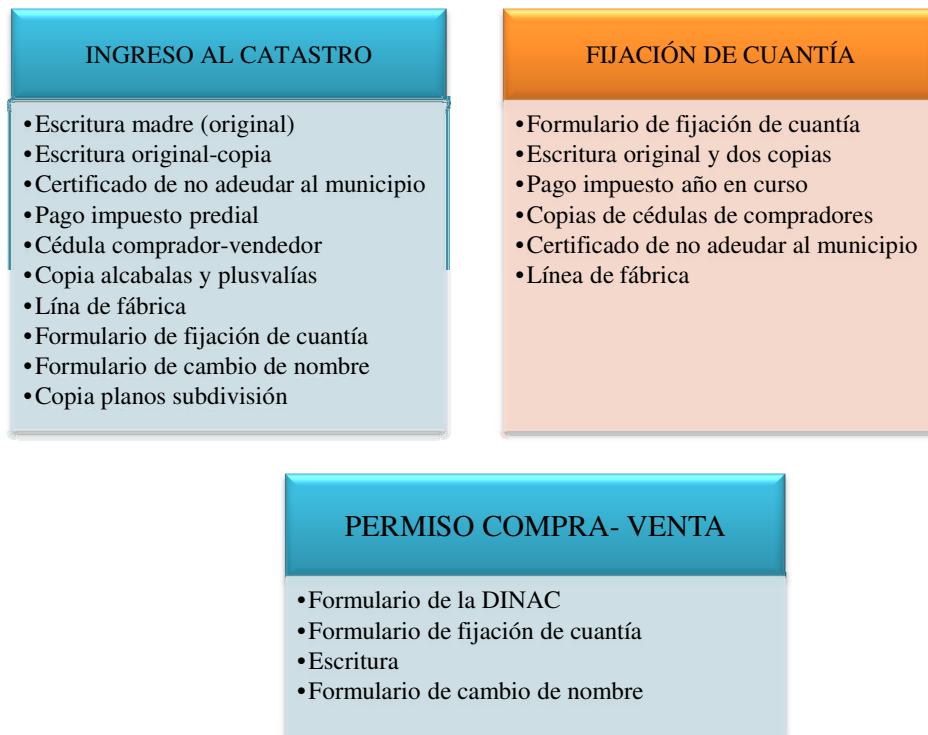 INGRESO AL CATASTRO
•Escritura madre (original)
•Escritura original-copia
•Certificado de no adeudar al municipio
•Pago impuesto predial
•Cédula comprador-vendedor
•Copia alcabalas y plusvalías
•Lína de fábrica
•Formulario de fijación de cuantía
•Formulario de cambio de nombre
•Copia planos subdivisión
FIJACIÓN DE CUANTÍA
•Formulario de fijación de cuantía
•Escritura original y dos copias
•Pago impuesto año en curso
•Copias de cédulas de compradores
•Certificado de no adeudar al municipio
•Línea de fábrica
PERMISO COMPRA- VENTA
•Formulario de la DINAC
•Formulario de fijación de cuantía
•Escritura
•Formulario de cambio de nombre